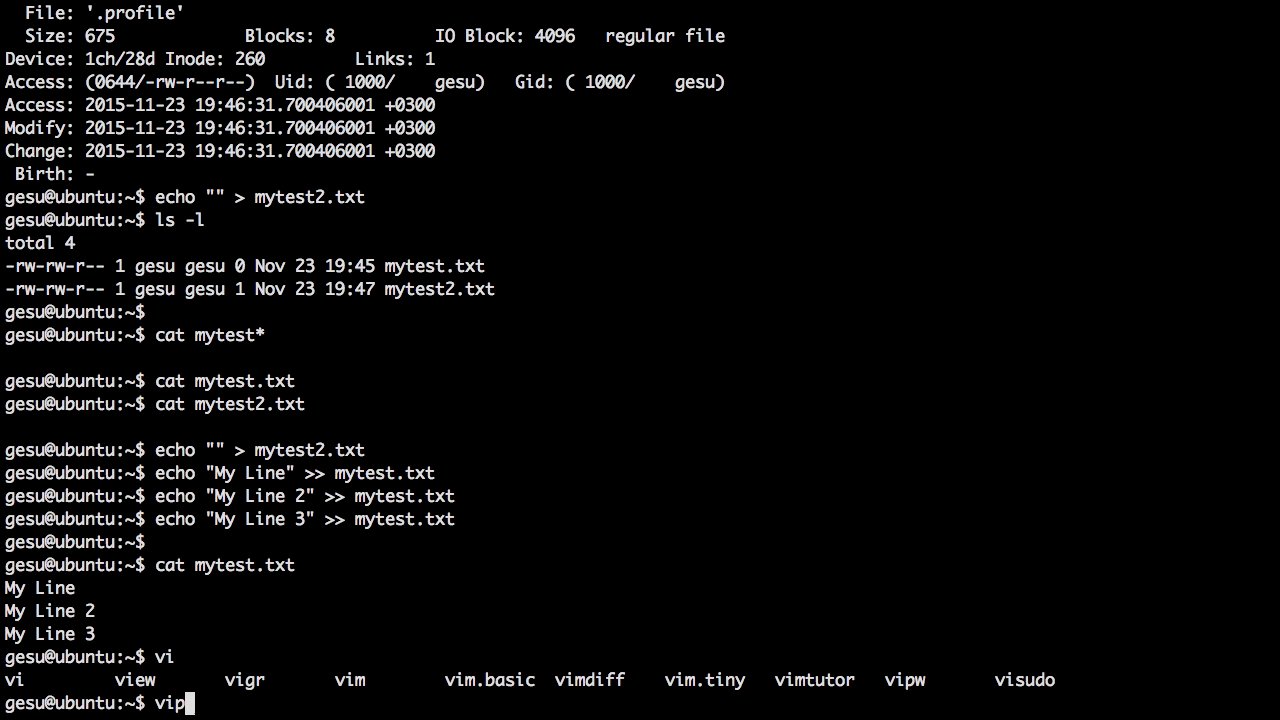 File: '.profile'
Size: 675 Blocks: 8 IO Block: 4096 regular file
Device: 1ch/28d Inode: 260 Links: 1
Access: (0644/-rw-r--r--) Uid: ( 1000/ gesu) Gid: ( 1000/ gesu)
Access: 2015-11-23 19:46:31.700406001 +0300
Modify: 2015-11-23 19:46:31.700406001 +0300
Change: 2015-11-23 19:46:31.700406001 +0300
Birth: -
gesu@ubuntu:~$ echo "" > mytest2.txt
gesu@ubuntu:~$ ls -l
total 4
-rw-rw-r-- 1 gesu gesu 0 Nov 23 19:45 mytest.txt
-rw-rw-r-- 1 gesu gesu 1 Nov 23 19:47 mytest2.txt
gesu@ubuntu:~$
gesu@ubuntu:~$ cat mytest*
gesu@ubuntu:~$ cat mytest.txt
gesu@ubuntu:~$ cat mytest2.txt
gesu@ubuntu:~$ echo "" > mytest2.txt
gesu@ubuntu:~$ echo "My Line" >> mytest.txt
gesu@ubuntu:~$ echo "My Line 2" >> mytest.txt
gesu@ubuntu:~$ echo "My Line 3" >> mytest.txt
gesu@ubuntu:~$
gesu@ubuntu:~$ cat mytest.txt
My Line
My Line 2
My Line 3
gesu@ubuntu:~$ vi
vi view vigr vim vim.basic vimdiff vim.tiny vimtutor vipw visudo
gesu@ubuntu:~$ vip